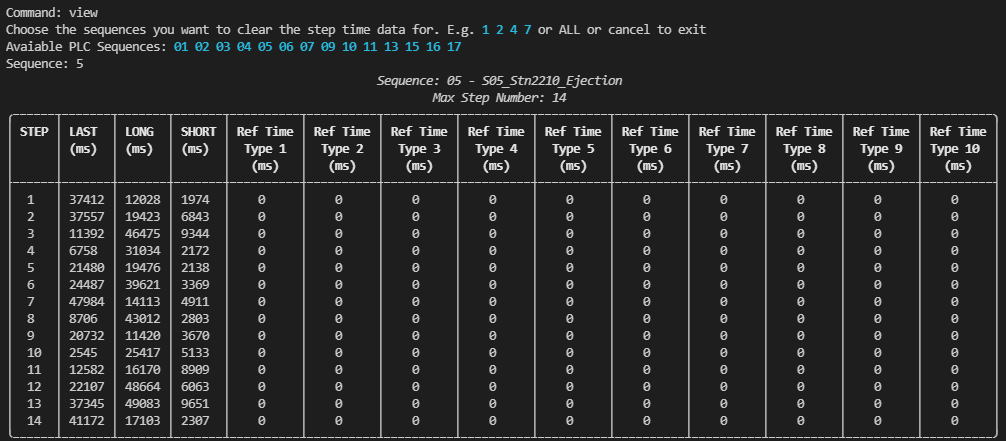 Command: view
Choose the sequences you want to clear the step time data for. E.g. 1 2 4 7 or ALL or cancel to exit
Avaiable PLC Sequences: 01 02 03 04 05 06 07 09 10 11 13 15 16 17
Sequence: 5
Sequence: 05 - S05_Stn2210_Ejection
Max Step Number: 14
STEP LAST LONG SHORT Ref Time Ref Time Ref Time Ref Time Ref Time Ref Time Ref Time Ref Time Ref Time Ref Time
(ms) (ms) (ms) Type 1 Type 2 Type 3 Type 4 Type 5 Type 6 Type 7 Type 8 Type 9 Type 10
(ms) (ms) (ms) (ms) (ms) (ms) (ms) (ms) (ms) (ms)
1 37412 12028 1974 0 0 0 0 0 0 0 0 0 0
2 37557 19423 6843 0 0 0 0 0 0 0 0 0 0
3 11392 46475 9344 0 0 0 0 0 0 0 0 0 0
4 6758 31034 2172 0 0 0 0 0 0 0 0 0 0
5 21480 19476 2138 0 0 0 0 0 0 0 0 0 0
6 24487 39621 3369 0 0 0 0 0 0 0 0 0 0
7 47984 14113 4911 0 0 0 0 0 0 0 0 0 0
8 8706 43012 2803 0 0 0 0 0 0 0 0 0 0
9 20732 11420 3670 0 0 0 0 0 0 0 0 0 0
10 2545 25417 5133 0 0 0 0 0 0 0 0 0 0
11 12582 16170 8909 0 0 0 0 0 0 0 0 0 0
12 22107 48664 6063 0 0 0 0 0 0 0 0 0 0
13 37345 49083 9651 0 0 0 0 0 0 0 0 0 0
14 41172 17103 2307 0 0 0 0 0 0 0 0 0 0